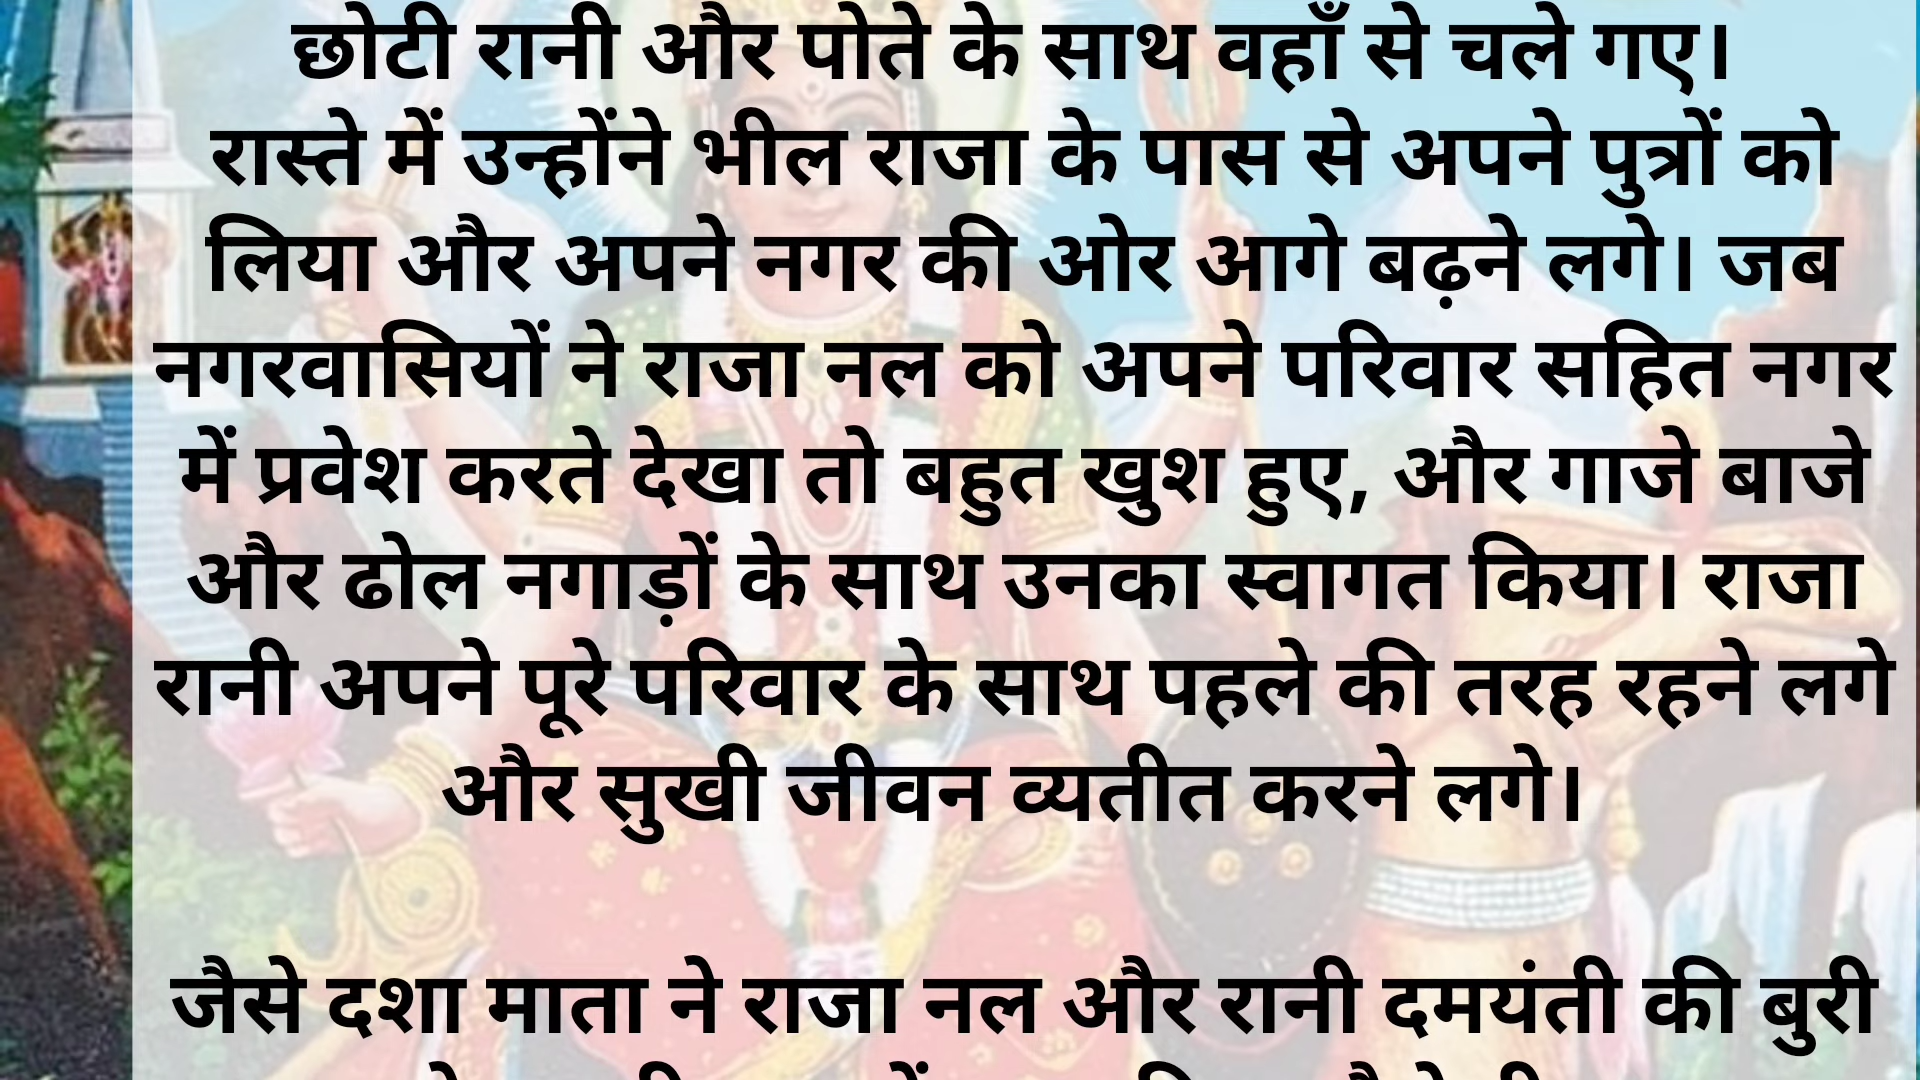 छोटी रानी और पोते के साथ वहाँ से चले गए।
रास्ते में उन्होंने भील राजा के पास से अपने पुत्रों को
लिया और अपने नगर की ओर आगे बढ़ने लगे। जब
नगरवासियों ने राजा नल को अपने परिवार सहित नगर
में प्रवेश करते देखा तो बहुत खुश हुए, और गाजे बाजे
और ढोल नगाड़ों के साथ उनका स्वागत किया। राजा
रानी अपने पूरे परिवार के साथ पहले की तरह रहने लगे
और सुखी जीवन व्यतीत करने लगे।
जैसे दशा माता ने राजा नल और रानी दमयंती की बुरी